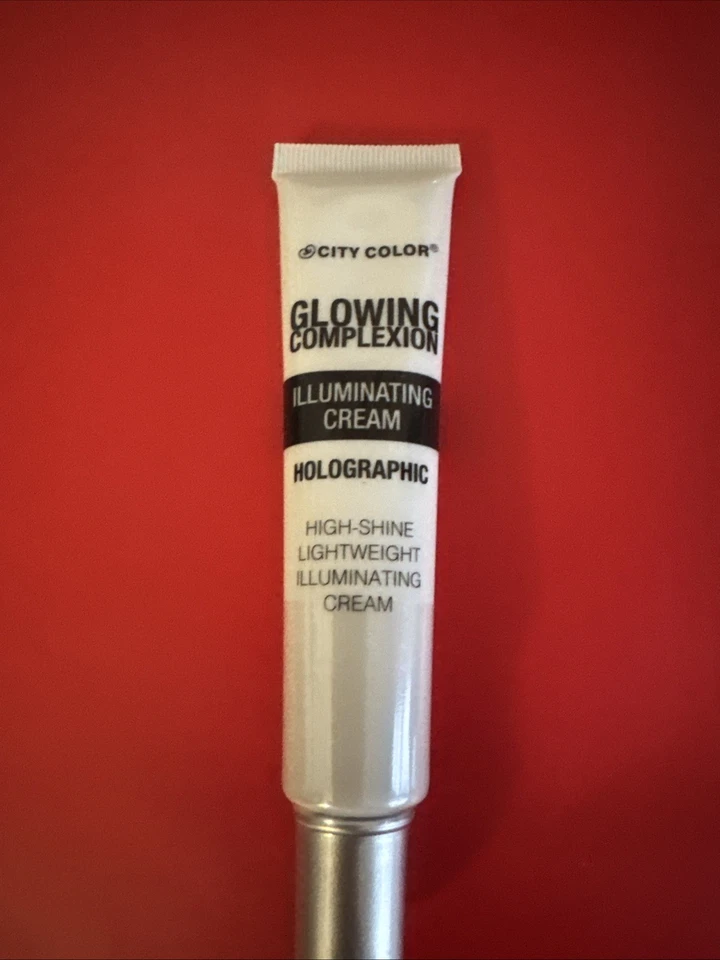 CITY COLOR®
GLOWING
COMPLEXION
ILLUMINATING
CREAM
HOLOGRAPHIC
HIGH-SHINE
LIGHTWEIGHT
ILLUMINATING
CREAM